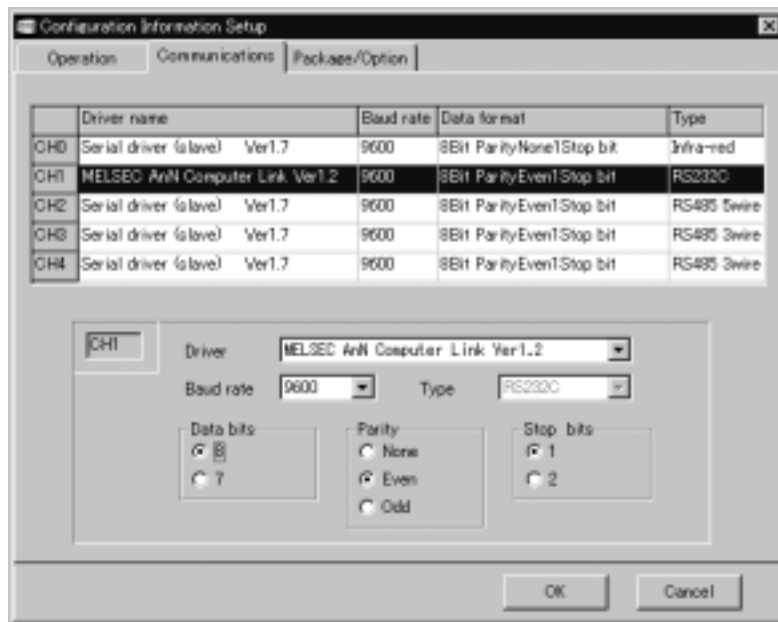 Configuration Information Setup
Operation Communications Package/Option
Driver name Baud rate Data format Type
CH0 Serial driver (slave) Ver1.7 9600 8Bit ParityNone1Stop bit Infra-red
CH1 MELSEC AnN Computer Link Ver1.2 9600 8Bit ParityEven1Stop bit RS232C
CH2 Serial driver (slave) Ver1.7 9600 8Bit ParityEven1Stop bit RS485 5wire
CH3 Serial driver (slave) Ver1.7 9600 8Bit ParityEven1Stop bit RS485 3wire
CH4 Serial driver (slave) Ver1.7 9600 8Bit ParityEven1Stop bit RS485 3wire
CH1
Driver MELSEC AnN Computer Link Ver1.2
Baud rate 9600 Type RS232C
Data bits Parity Stop bits
8 None 1
7 Even 2
Odd
OK Cancel